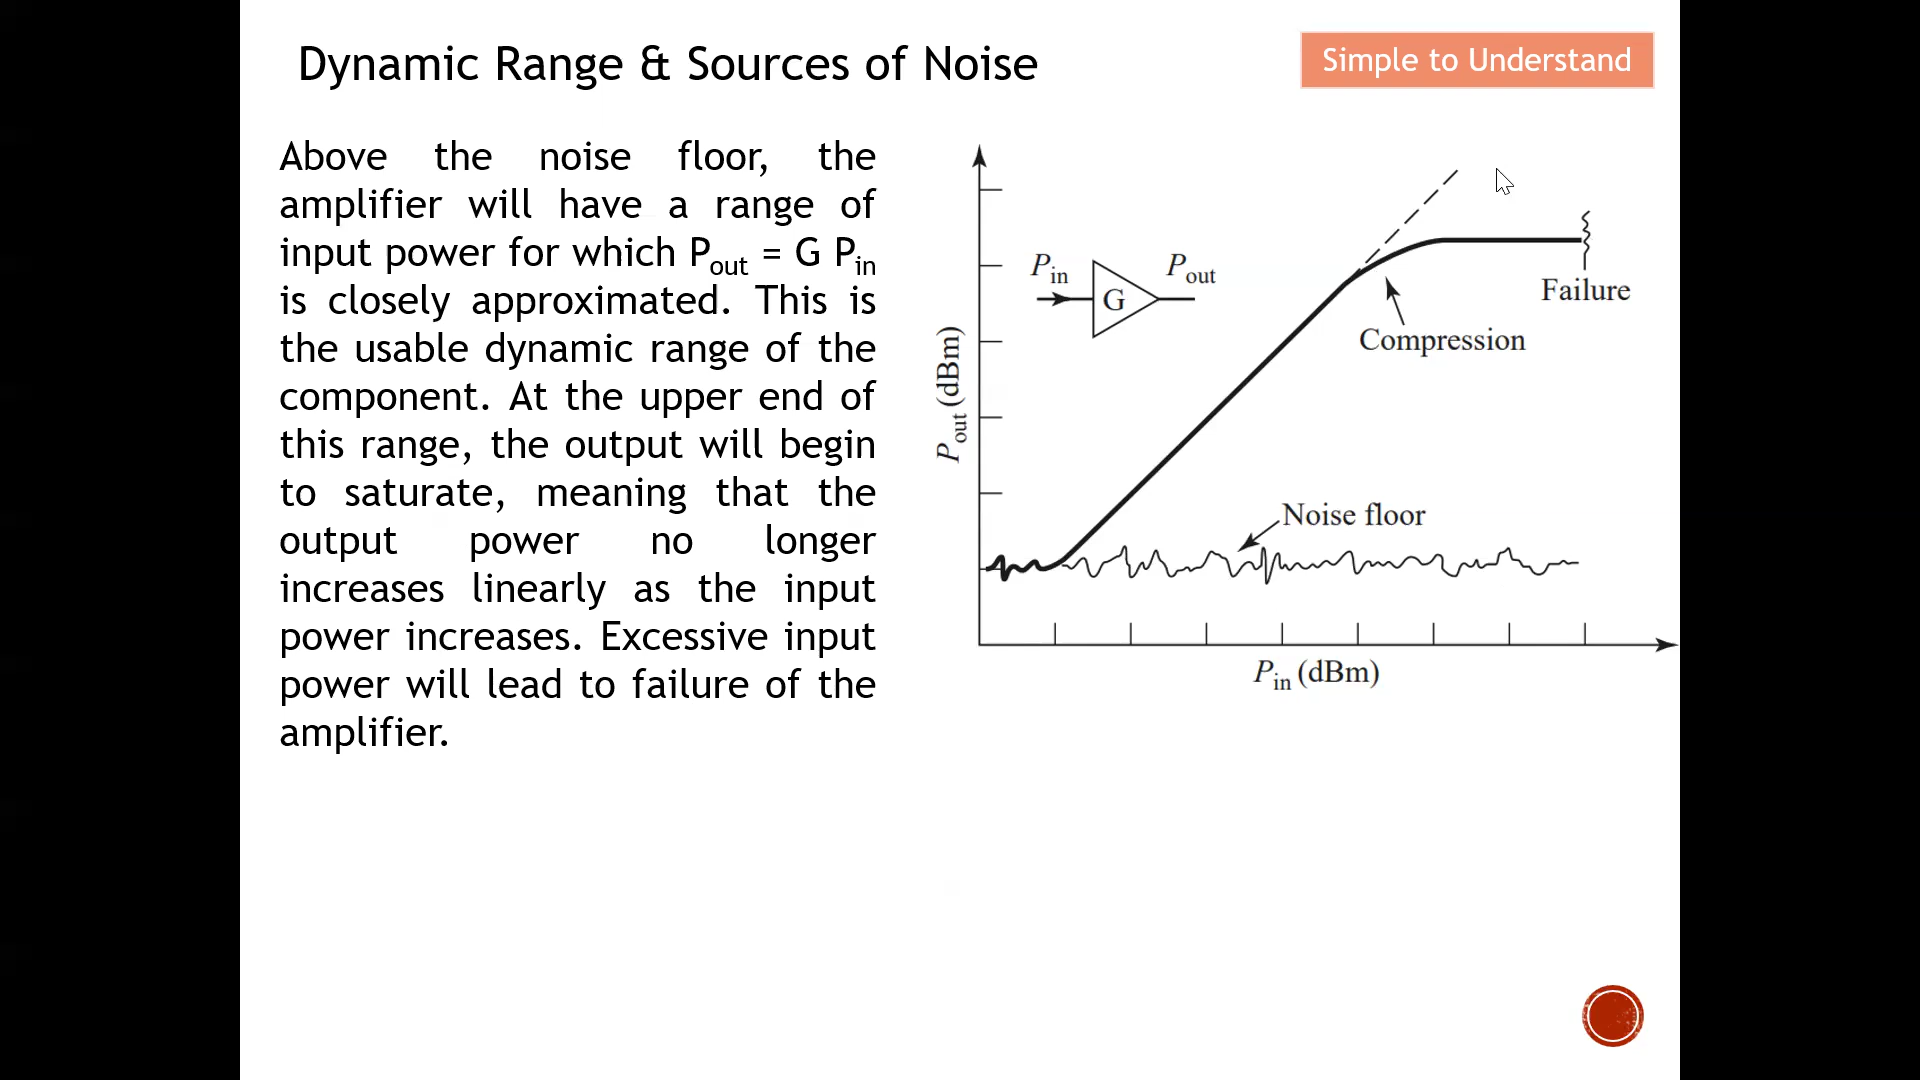 Dynamic Range & Sources of Noise
Simple to Understand
Above the noise floor, the
amplifier will have a range of
input power for which Pout = G Pin
is closely approximated. This is
the usable dynamic range of the
component. At the upper end of
this range, the output will begin
to saturate, meaning that the
output power no longer
increases linearly as the input
power increases. Excessive input
power will lead to failure of the
amplifier.
Pin
Pout
G
Failure
Compression
Pout (dBm)
Noise floor
Pin (dBm)